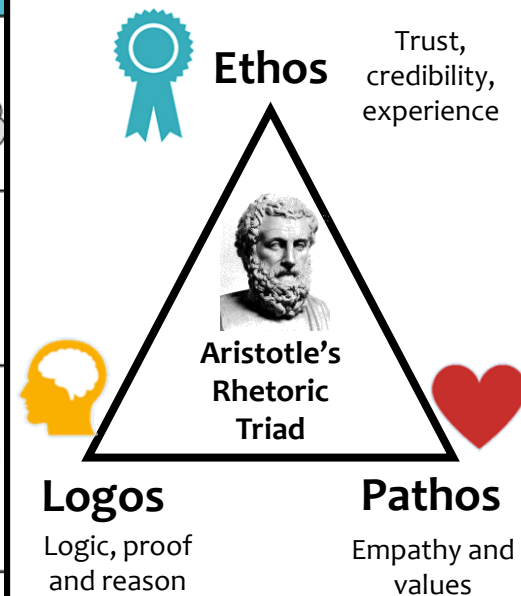 Ethos
Trust,
credibility,
experience
Aristotle's
Rhetoric
Triad
Logos
Logic, proof
and reason
Pathos
Empathy and
values